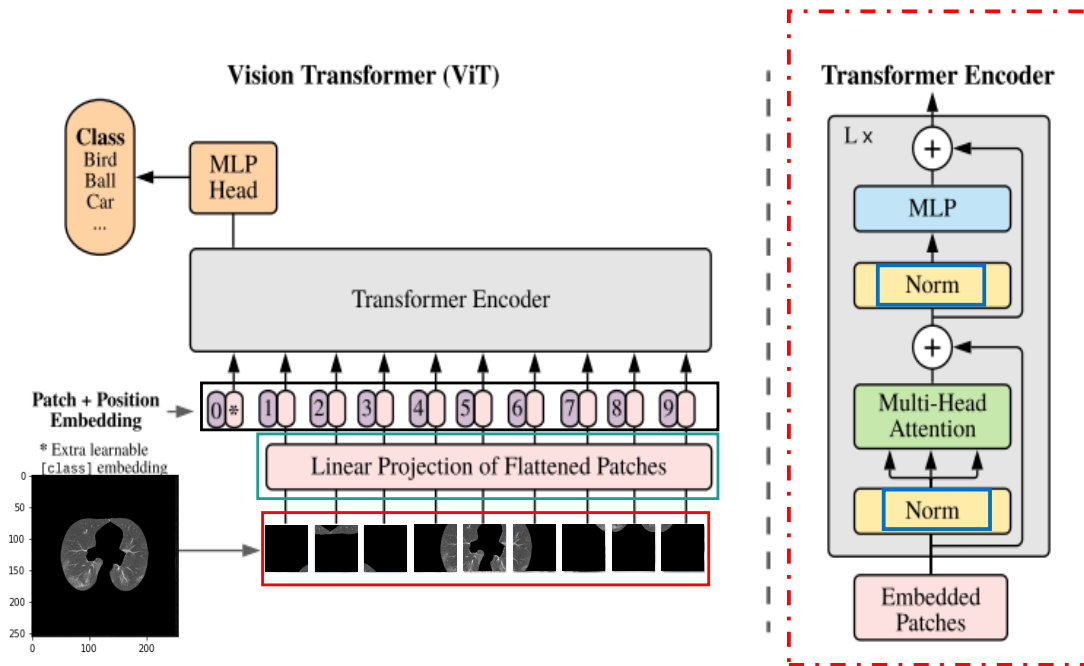 Vision Transformer (ViT)
Class
Bird
Ball
Car
...
MLP
Head
Transformer Encoder
Patch + Position
Embedding
0 * 1 2 3 4 5 6 7 8 9
* Extra learnable
[class] embedding
Linear Projection of Flattened Patches
0
50
100
150
200
250
0 100 200
Transformer Encoder
L x
+
MLP
Norm
+
Multi-Head
Attention
Norm
Embedded
Patches